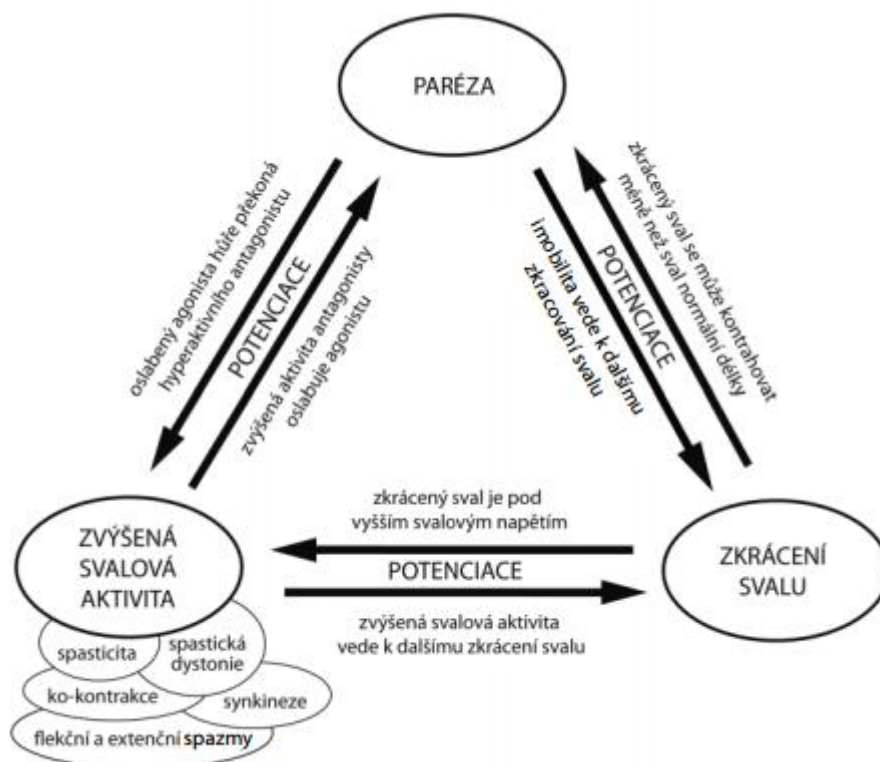 PARÉZA
oslabený agonista hůře překoná
hyperaktivního antagonistu
POTENCIACE
zvýšená aktivita antagonisty
oslabuje agonistu
zkrácený sval se může kontrahovat
méně než sval normální délky
POTENCIACE
imobilita vede k dalšímu
zkracování svalu
zkrácený sval je pod
vyšším svalovým napětím
POTENCIACE
zvýšená svalová aktivita
vede k dalšímu zkrácení svalu
ZVÝŠENÁ
SVALOVÁ
AKTIVITA
ZKRÁCENÍ
SVALU
spasticita
spastická
dystonie
ko-kontrakce
synkineze
flekční a extenční spazmy